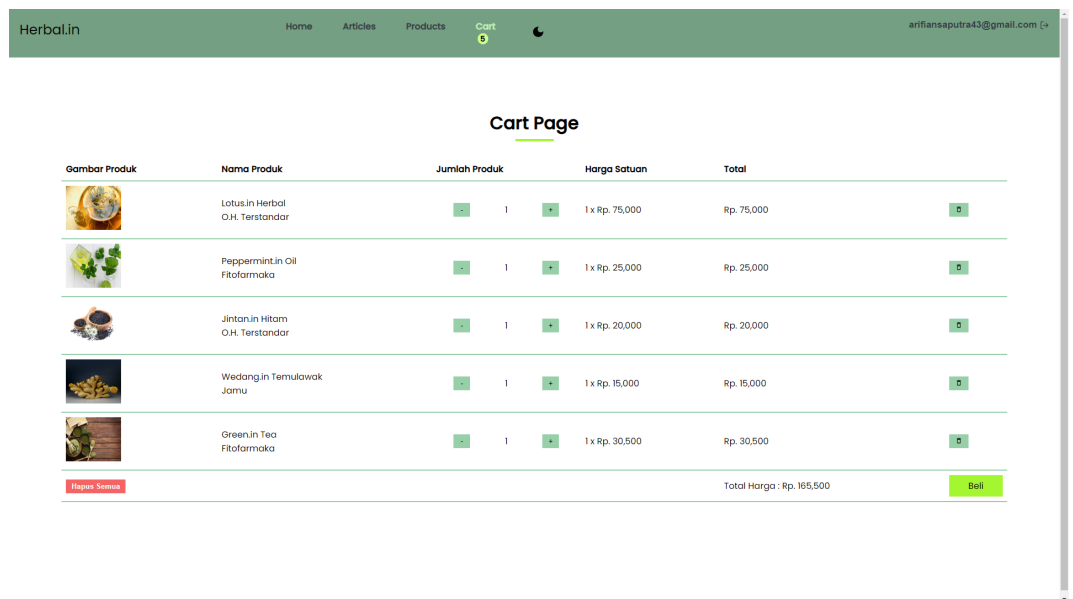 Herbal.in
Home Articles Products Cart
5
arifiansaputra43@gmail.com
Cart Page
Gambar Produk Nama Produk Jumlah Produk Harga Satuan Total
Lotus.in Herbal
O.H. Terstandar
- 1 + 1 x Rp. 75,000 Rp. 75,000
Peppermint.in Oil
Fitofarmaka
- 1 + 1 x Rp. 25,000 Rp. 25,000
Jintan.in Hitam
O.H. Terstandar
- 1 + 1 x Rp. 20,000 Rp. 20,000
Wedang.in Temulawak
Jamu
- 1 + 1 x Rp. 15,000 Rp. 15,000
Green.in Tea
Fitofarmaka
- 1 + 1 x Rp. 30,500 Rp. 30,500
Hapus Semua Total Harga : Rp. 165,500 Beli